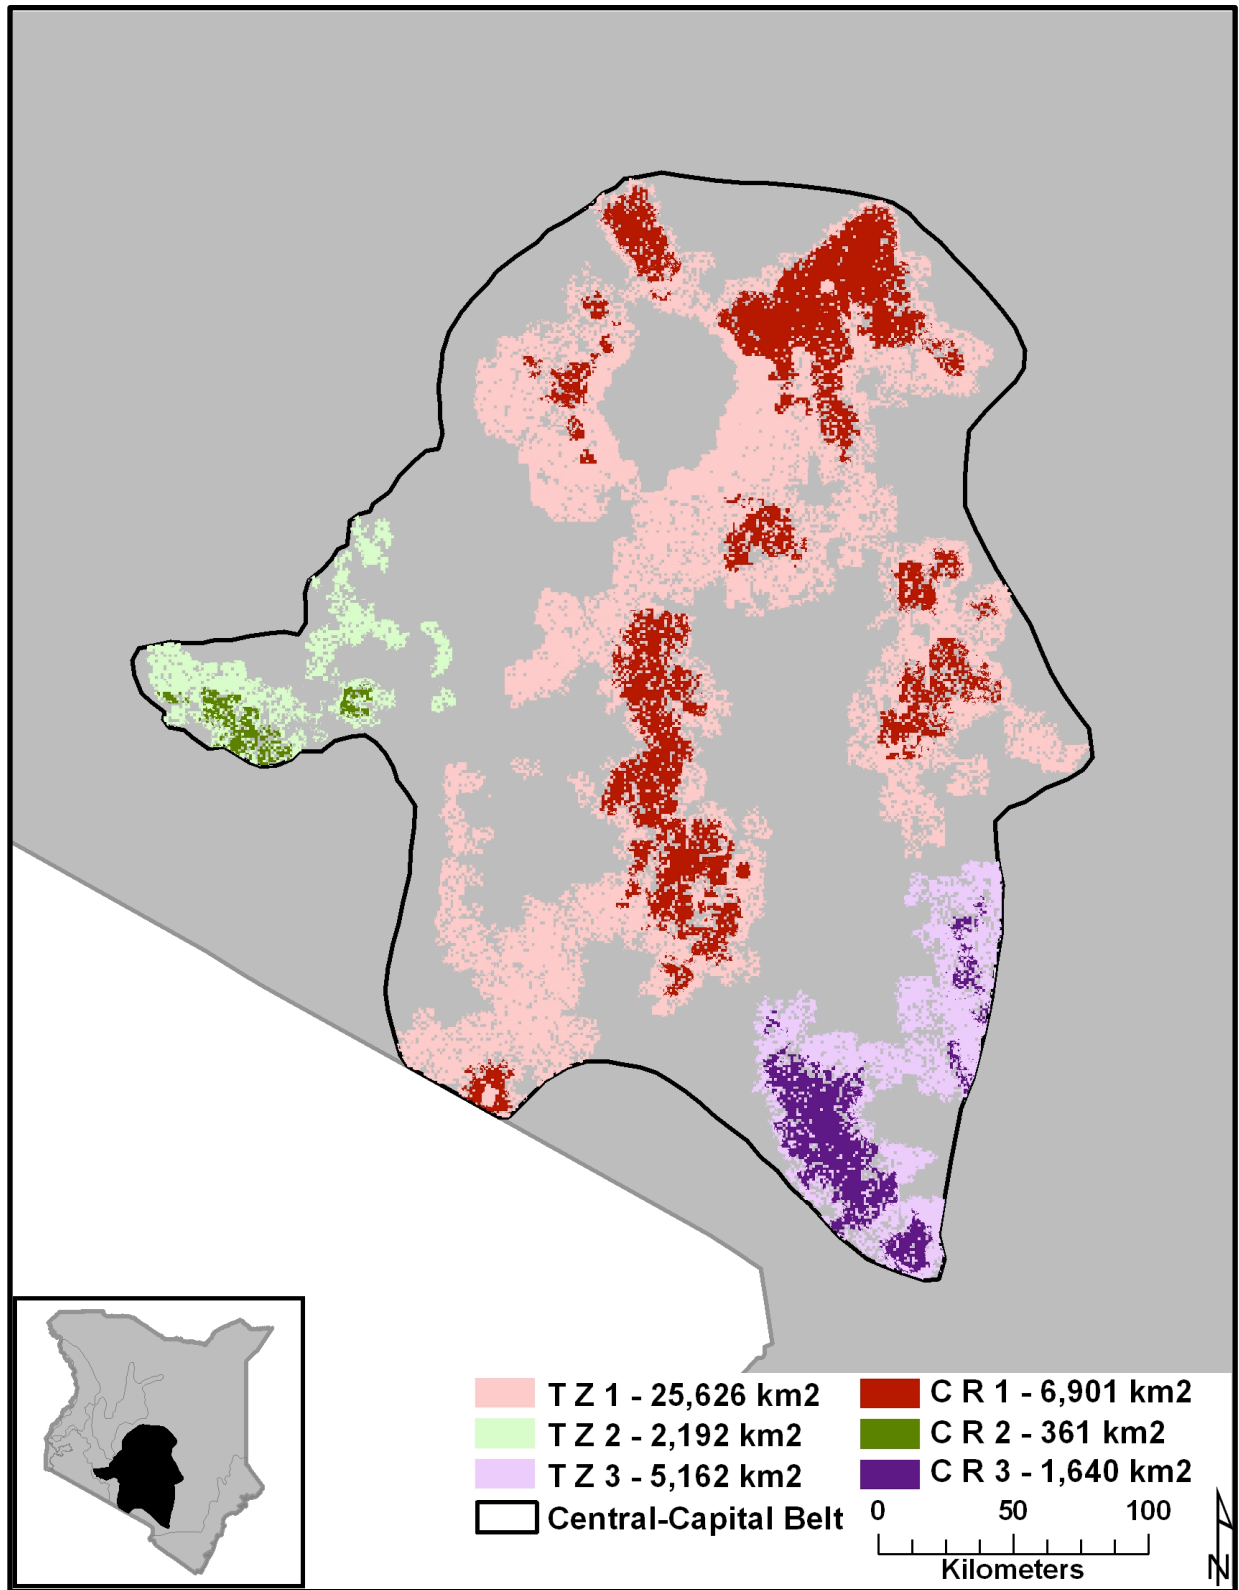 T Z 1 - 25,626 km2
T Z 2 - 2,192 km2
T Z 3 - 5,162 km2
Central-Capital Belt
C R 1 - 6,901 km2
C R 2 - 361 km2
C R 3 - 1,640 km2
0 50 100
Kilometers
N